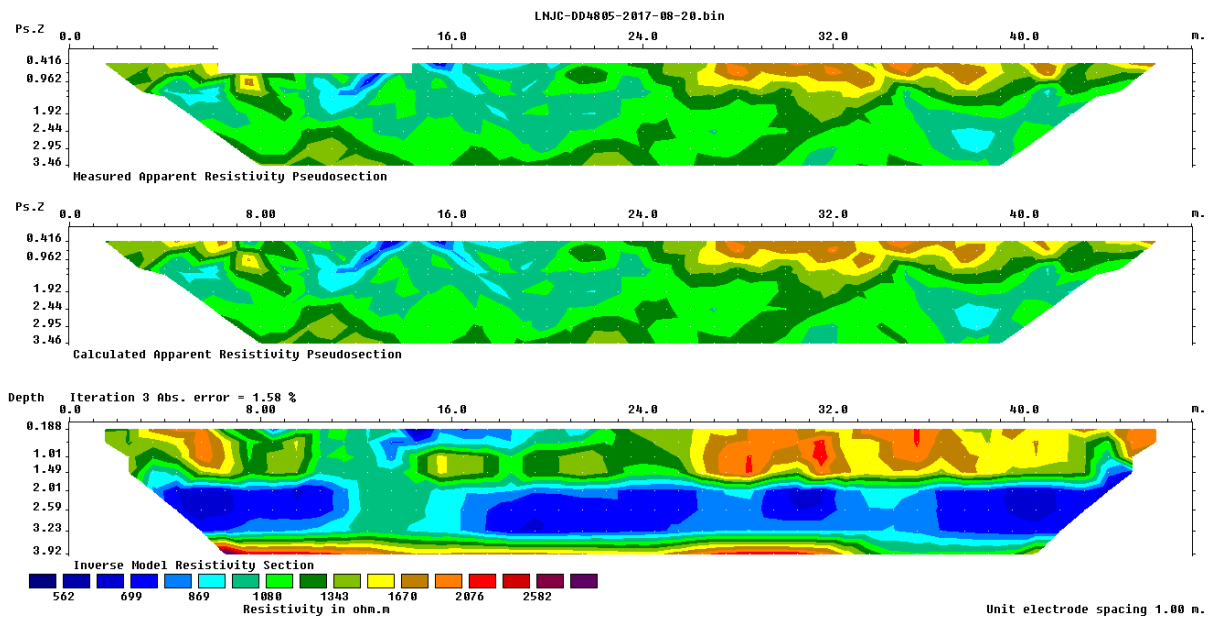 LNJC-DD4805-2017-08-20.bin
Ps.Z 0.0 16.0 24.0 32.0 40.0 m.
0.416
0.962
1.92
2.44
2.95
3.46
Measured Apparent Resistivity Pseudosection
Ps.Z 0.0 8.00 16.0 24.0 32.0 40.0 m.
0.416
0.962
1.92
2.44
2.95
3.46
Calculated Apparent Resistivity Pseudosection
Depth Iteration 3 Abs. error = 1.58 %
0.0 8.00 16.0 24.0 32.0 40.0 m.
0.188
1.01
1.49
2.01
2.59
3.23
3.92
Inverse Model Resistivity Section
562 699 869 1080 1343 1670 2076 2582
Resistivity in ohm.m
Unit electrode spacing 1.00 m.